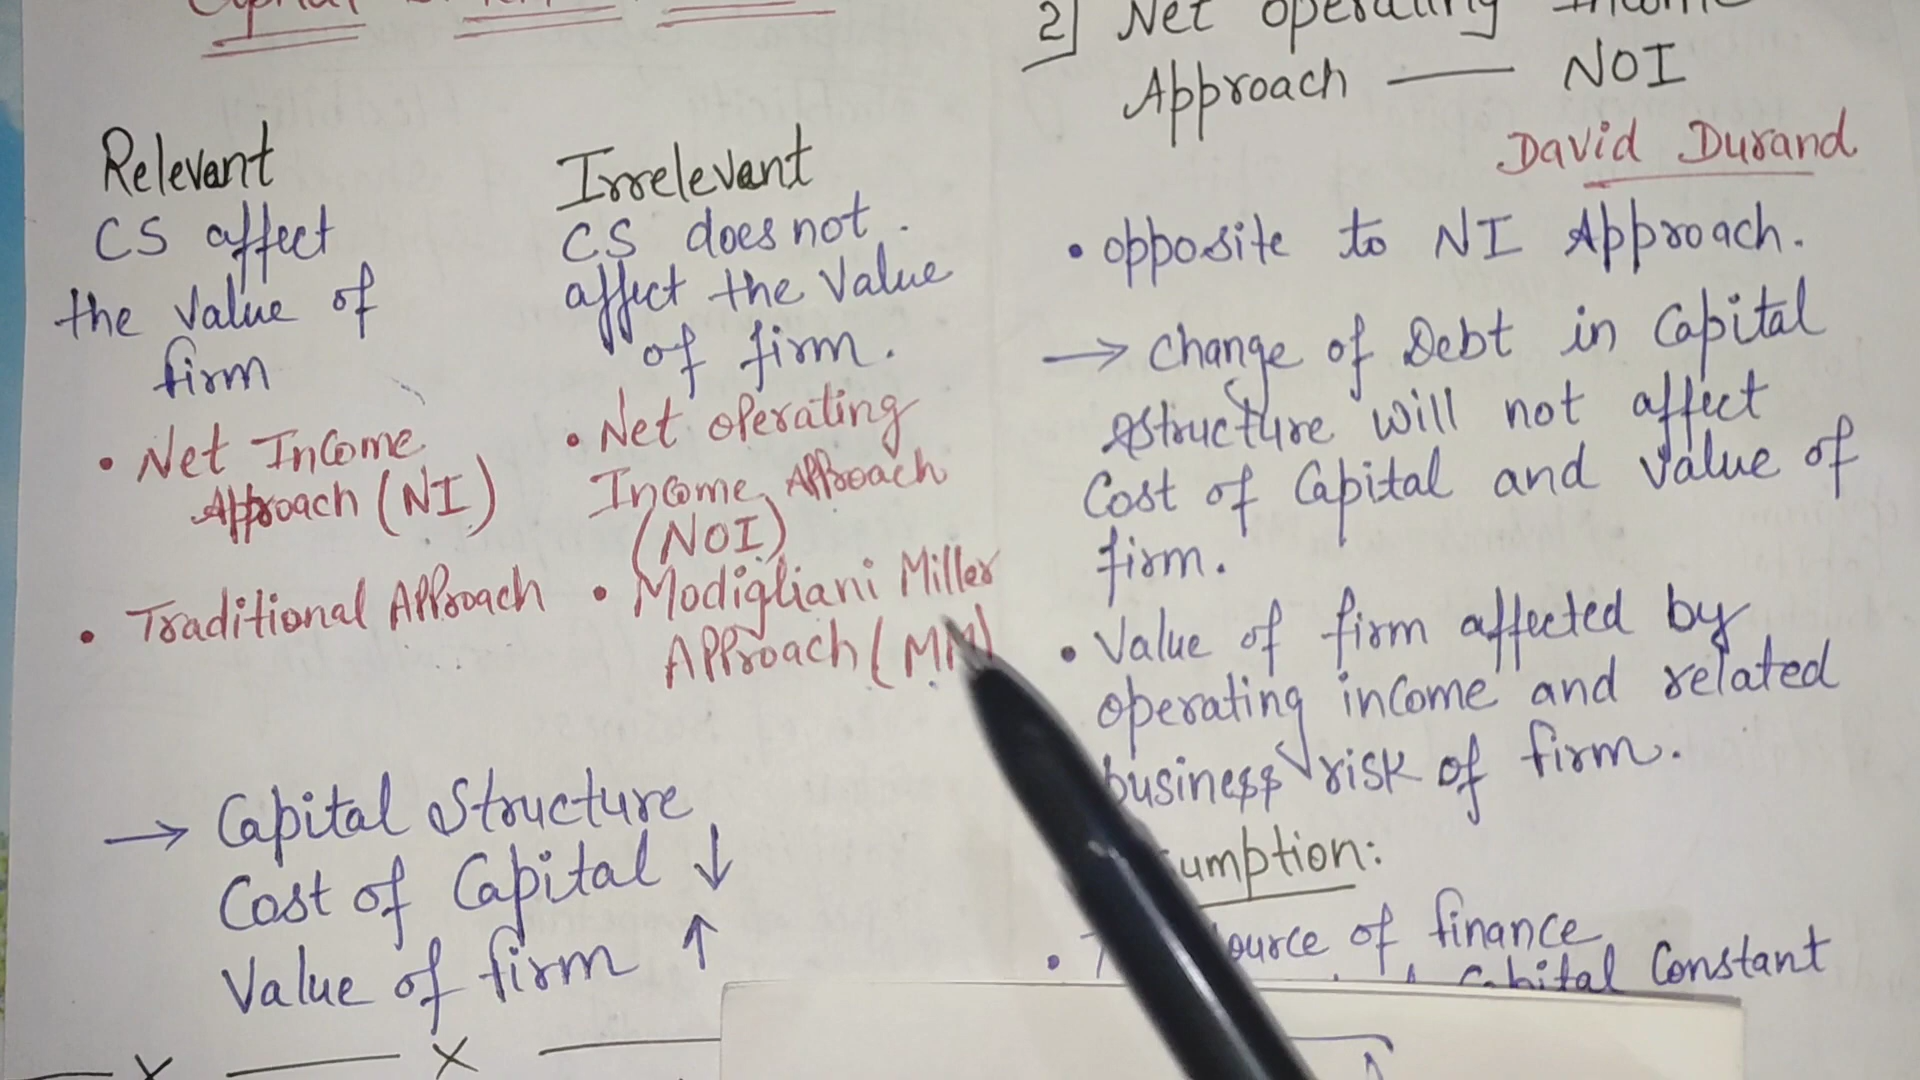 Capital
Relevant
CS affect
the value of
firm
• Net Income
Approach (NI)
• Traditional Approach
Irrelevant
CS does not
affect the value
of firm.
• Net operating
Income Approach
(NOI)
• Modigliani Miller
Approach (MM)
→ Capital Structure
Cost of Capital ↓
Value of firm ↑
2] Net operating Income
Approach — NOI
David Durand
• opposite to NI Approach.
→ Change of Debt in Capital
structure will not affect
Cost of Capital and value of
firm.
• Value of firm affected by
operating income and related
business risk of firm.
umption:
• ource of finance
Capital Constant